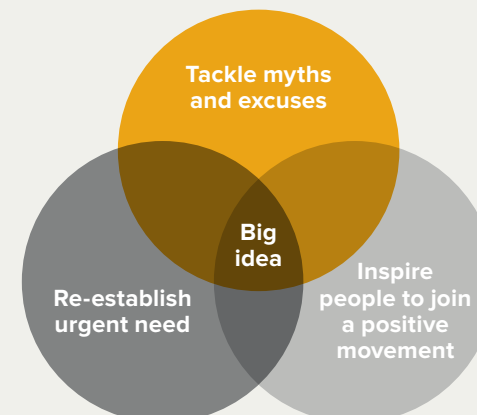 Tackle myths
and excuses
Big
idea
Re-establish
urgent need
Inspire
people to join
a positive
movement